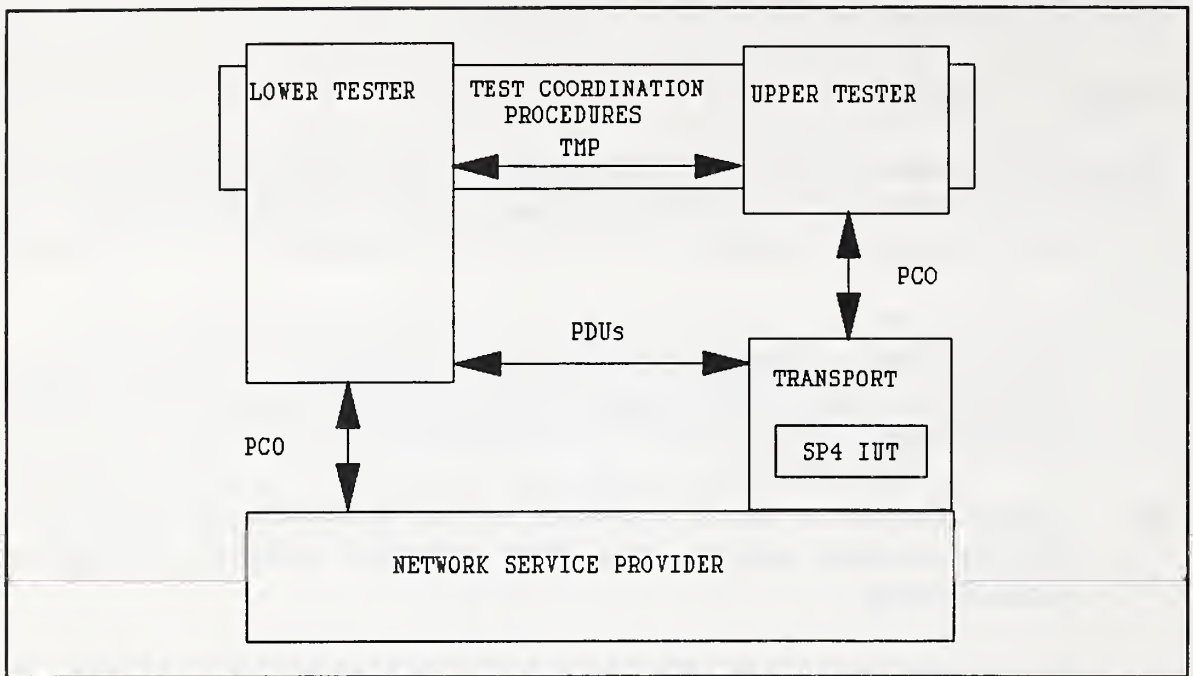 LOWER TESTER
TEST COORDINATION
PROCEDURES
TMP
UPPER TESTER
PCO
PDUs
TRANSPORT
SP4 IUT
PCO
NETWORK SERVICE PROVIDER